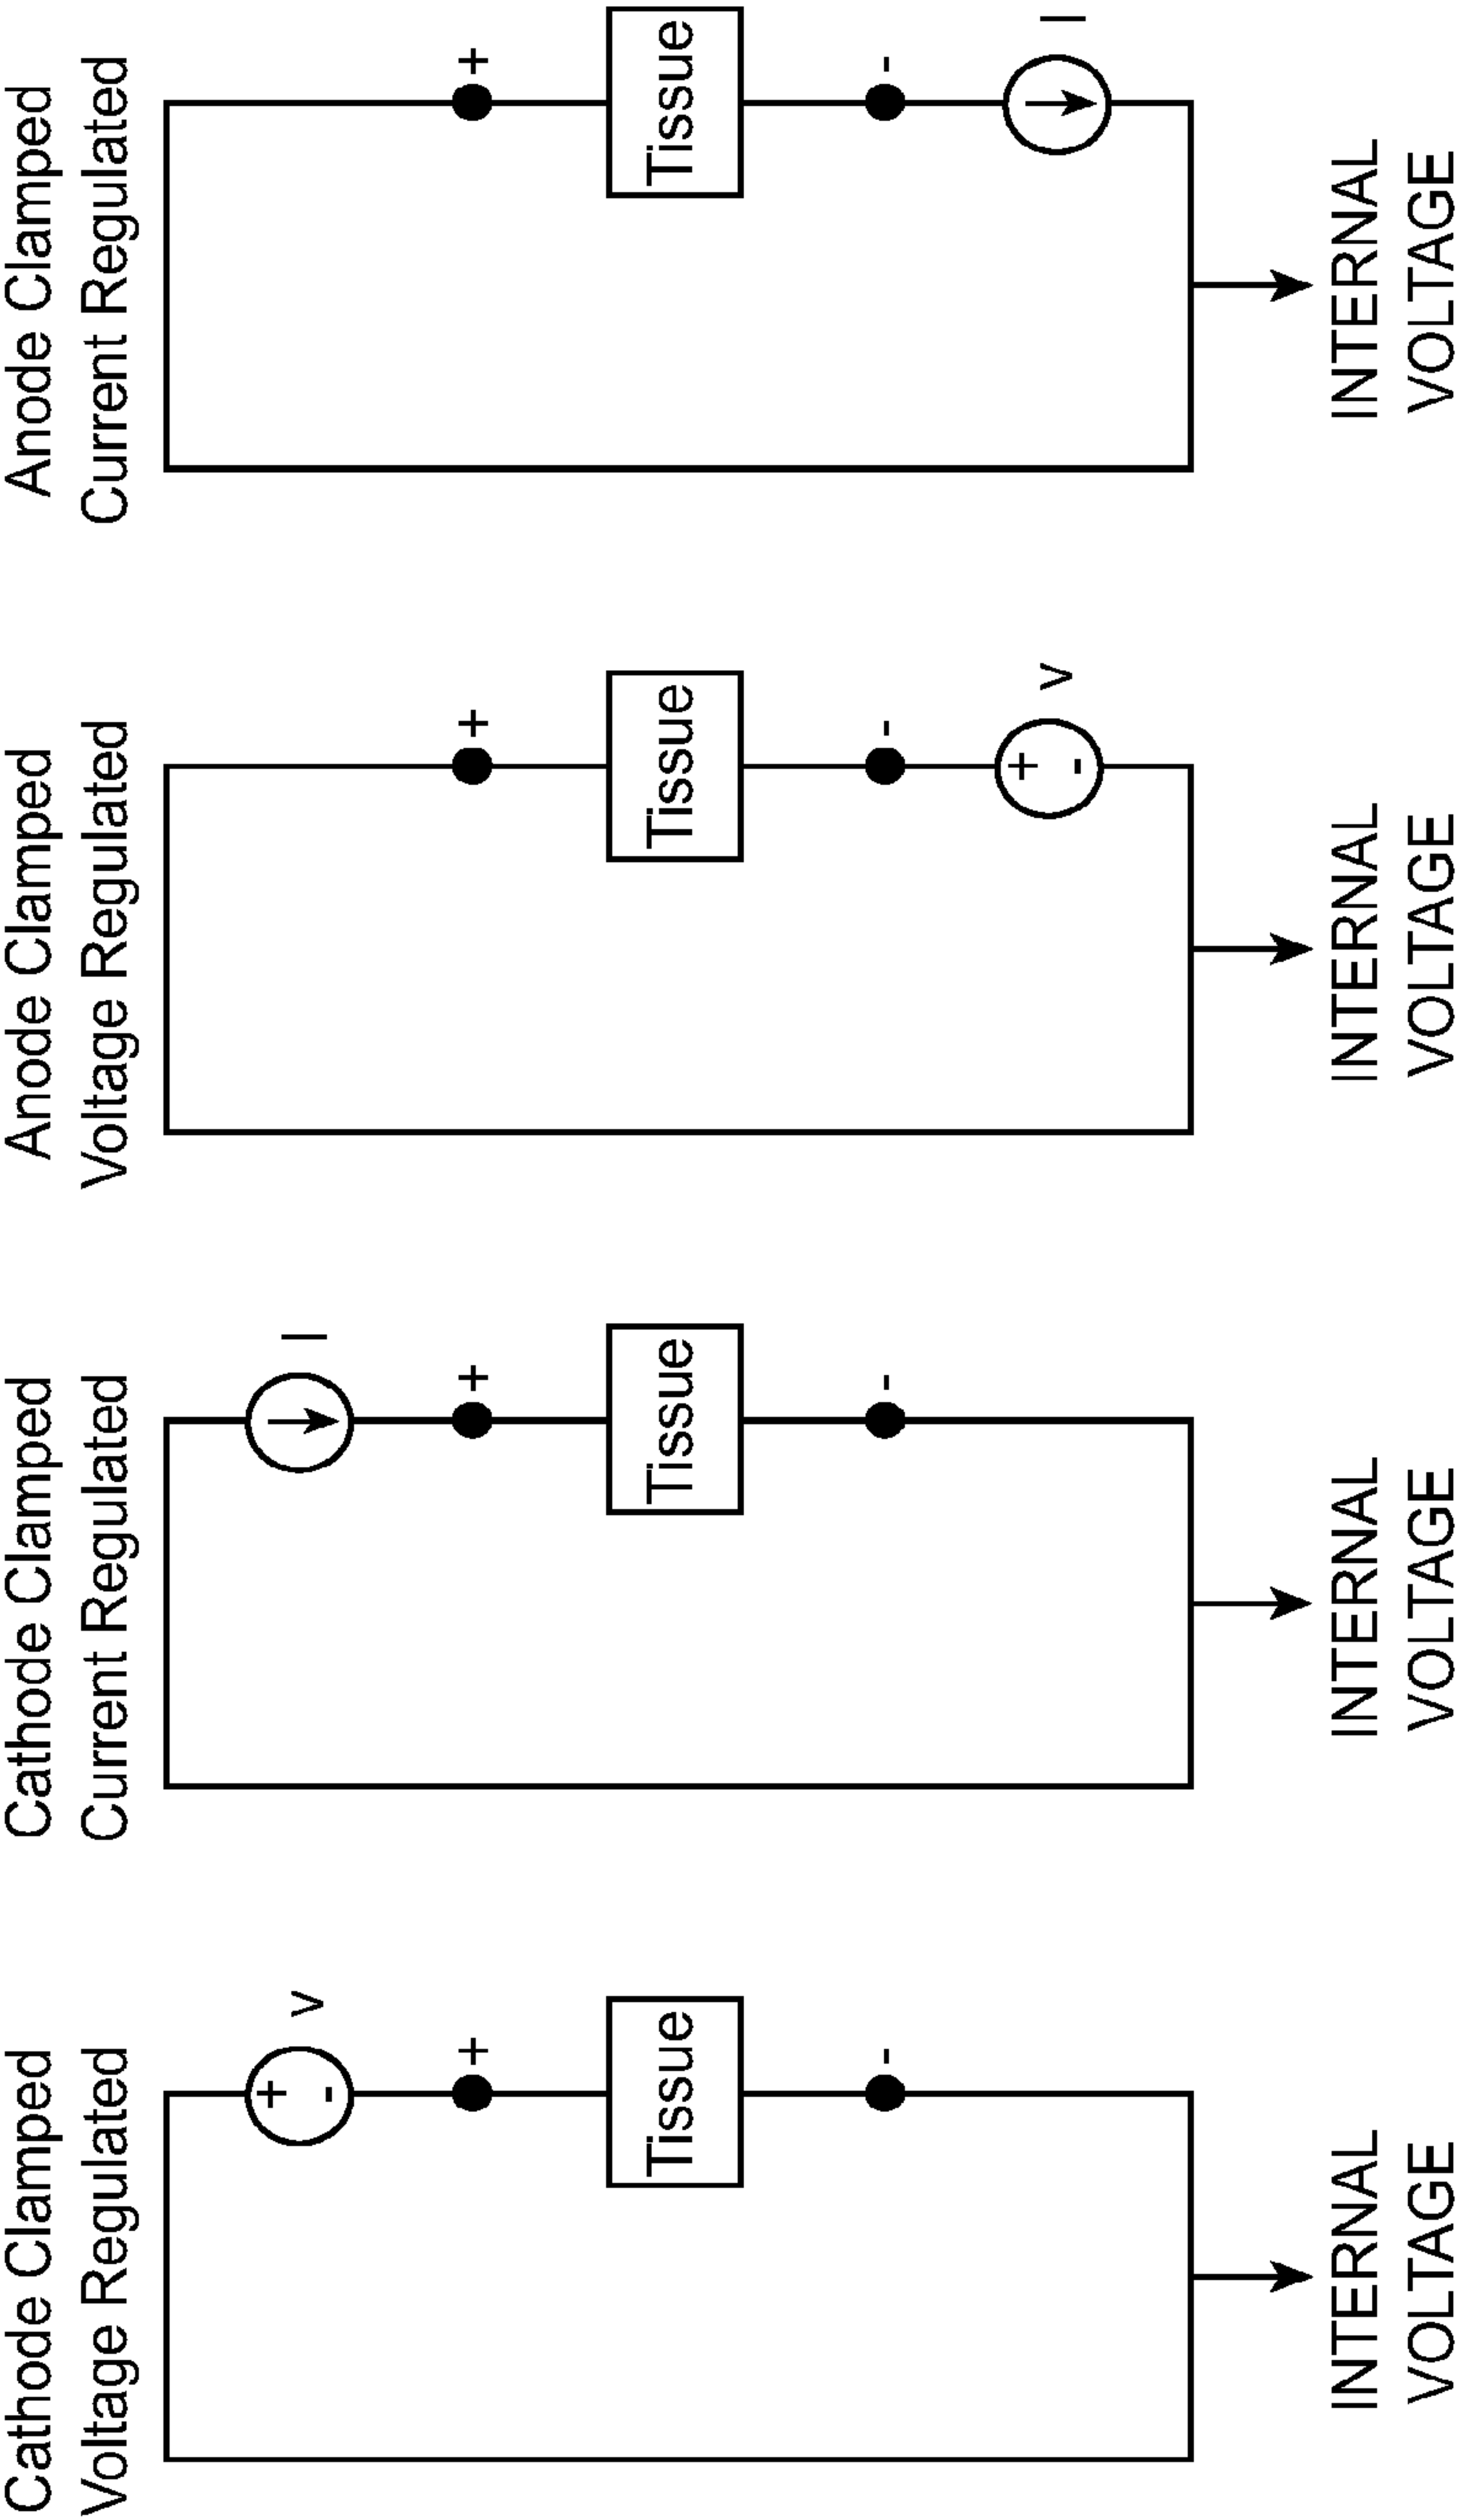 Cathode Clamped
Voltage Regulated
+
-
v
+
Tissue
-
INTERNAL
VOLTAGE
Cathode Clamped
Current Regulated
I
+
Tissue
-
INTERNAL
VOLTAGE
Anode Clamped
Voltage Regulated
+
Tissue
-
+
-
v
INTERNAL
VOLTAGE
Anode Clamped
Current Regulated
+
Tissue
-
I
INTERNAL
VOLTAGE